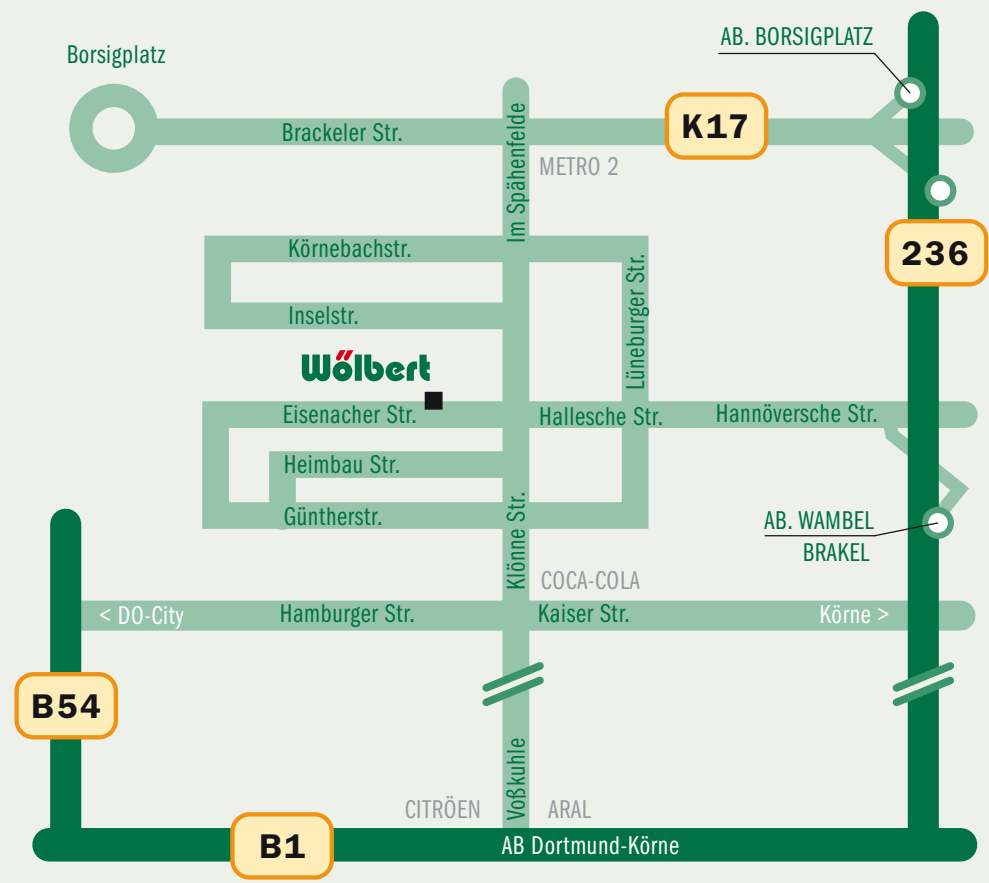 AB. BORSIGPLATZ
Borsigplatz
K17
Brackeler Str.
Im Spähenfelde
METRO 2
236
Körnebachstr.
Lüneburger Str.
Inselstr.
Wölbert
Eisenacher Str.
Hallesche Str.
Hannöversche Str.
Heimbau Str.
Güntherstr.
Klönne Str.
AB. WAMBEL
BRAKEL
COCA-COLA
< DO-City
Hamburger Str.
Kaiser Str.
Körne >
B54
Voßkuhle
CITRÖEN
ARAL
B1
AB Dortmund-Körne